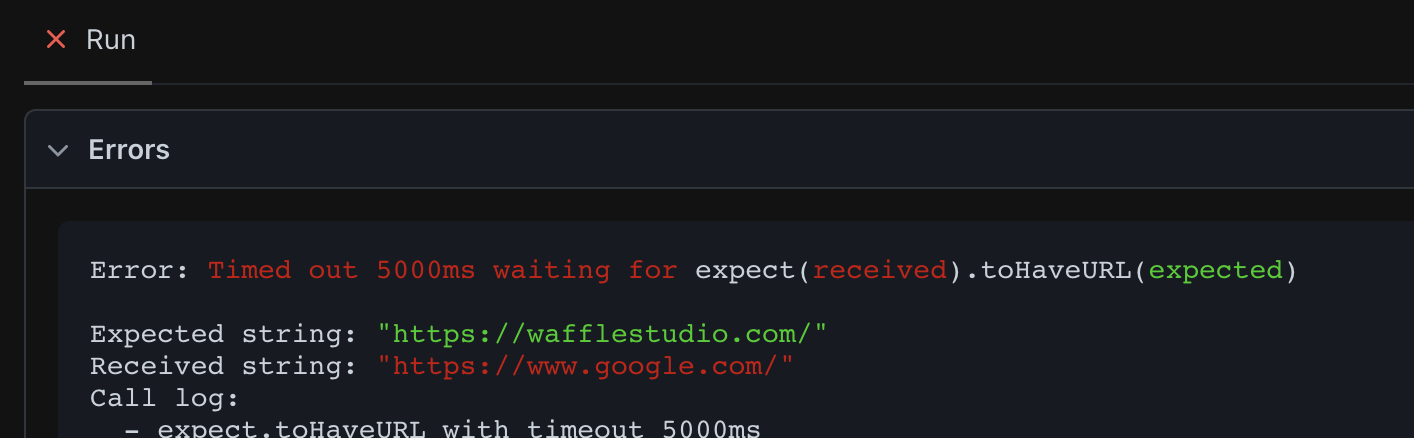 Run
Errors
Error: Timed out 5000ms waiting for expect(received).toHaveURL(expected)
Expected string: "https://wafflestudio.com/"
Received string: "https://www.google.com/"
Call log:
- expect.toHaveURL with timeout 5000ms